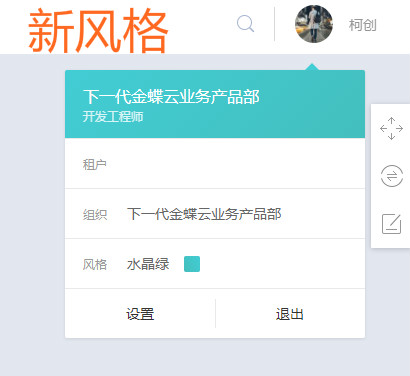 新风格
柯创
下一代金蝶云业务产品部
开发工程师
租户
组织 下一代金蝶云业务产品部
风格 水晶绿
设置 退出